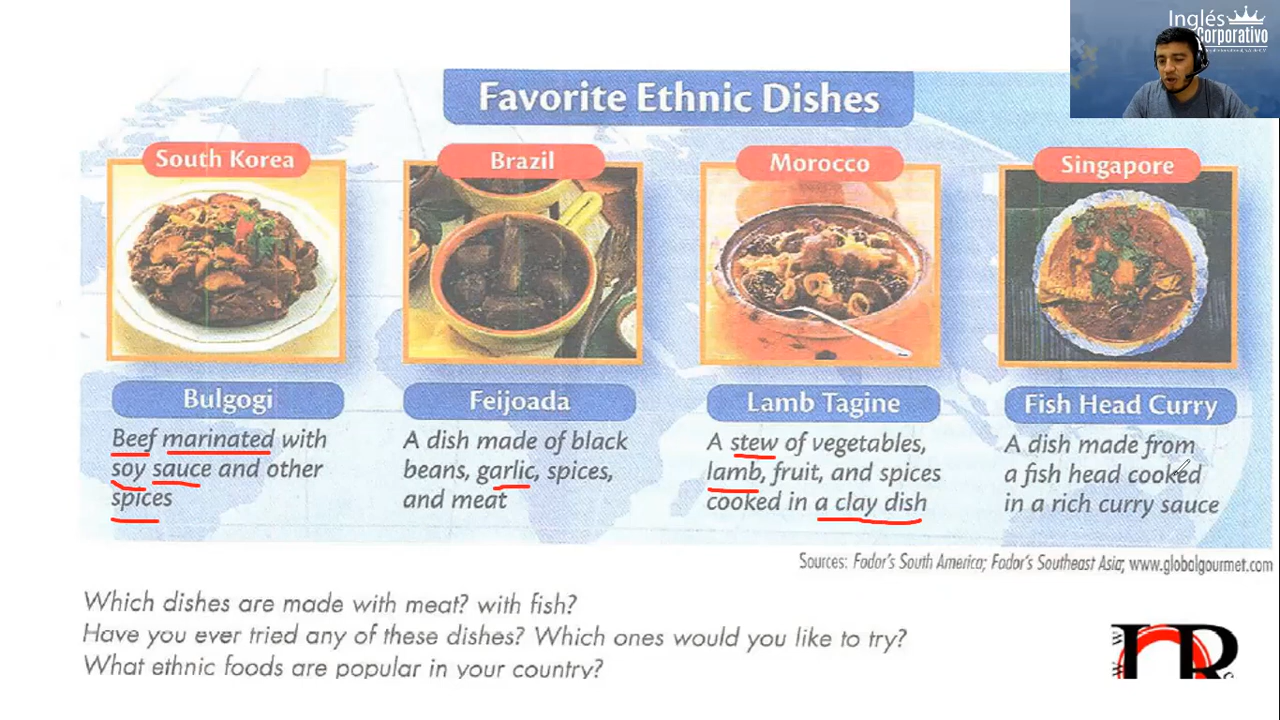 Inglés
Corporativo
Favorite Ethnic Dishes
South Korea
Bulgogi
Beef marinated with
soy sauce and other
spices
Brazil
Feijoada
A dish made of black
beans, garlic, spices,
and meat
Morocco
Lamb Tagine
A stew of vegetables,
lamb, fruit, and spices
cooked in a clay dish
Singapore
Fish Head Curry
A dish made from
a fish head cooked
in a rich curry sauce
Sources: Fodor's South America; Fodor's Southeast Asia; www.globalgourmet.com
Which dishes are made with meat? with fish?
Have you ever tried any of these dishes? Which ones would you like to try?
What ethnic foods are popular in your country?